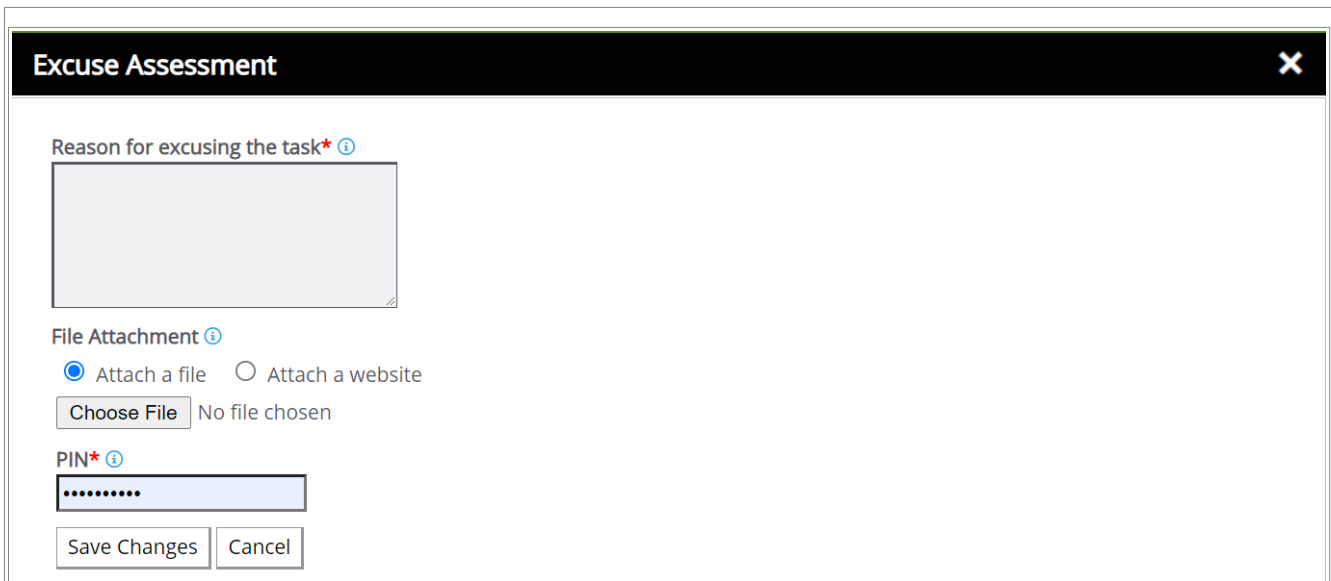 Excuse Assessment
Reason for excusing the task*
File Attachment
Attach a file Attach a website
Choose File No file chosen
PIN*
••••••••••
Save Changes Cancel